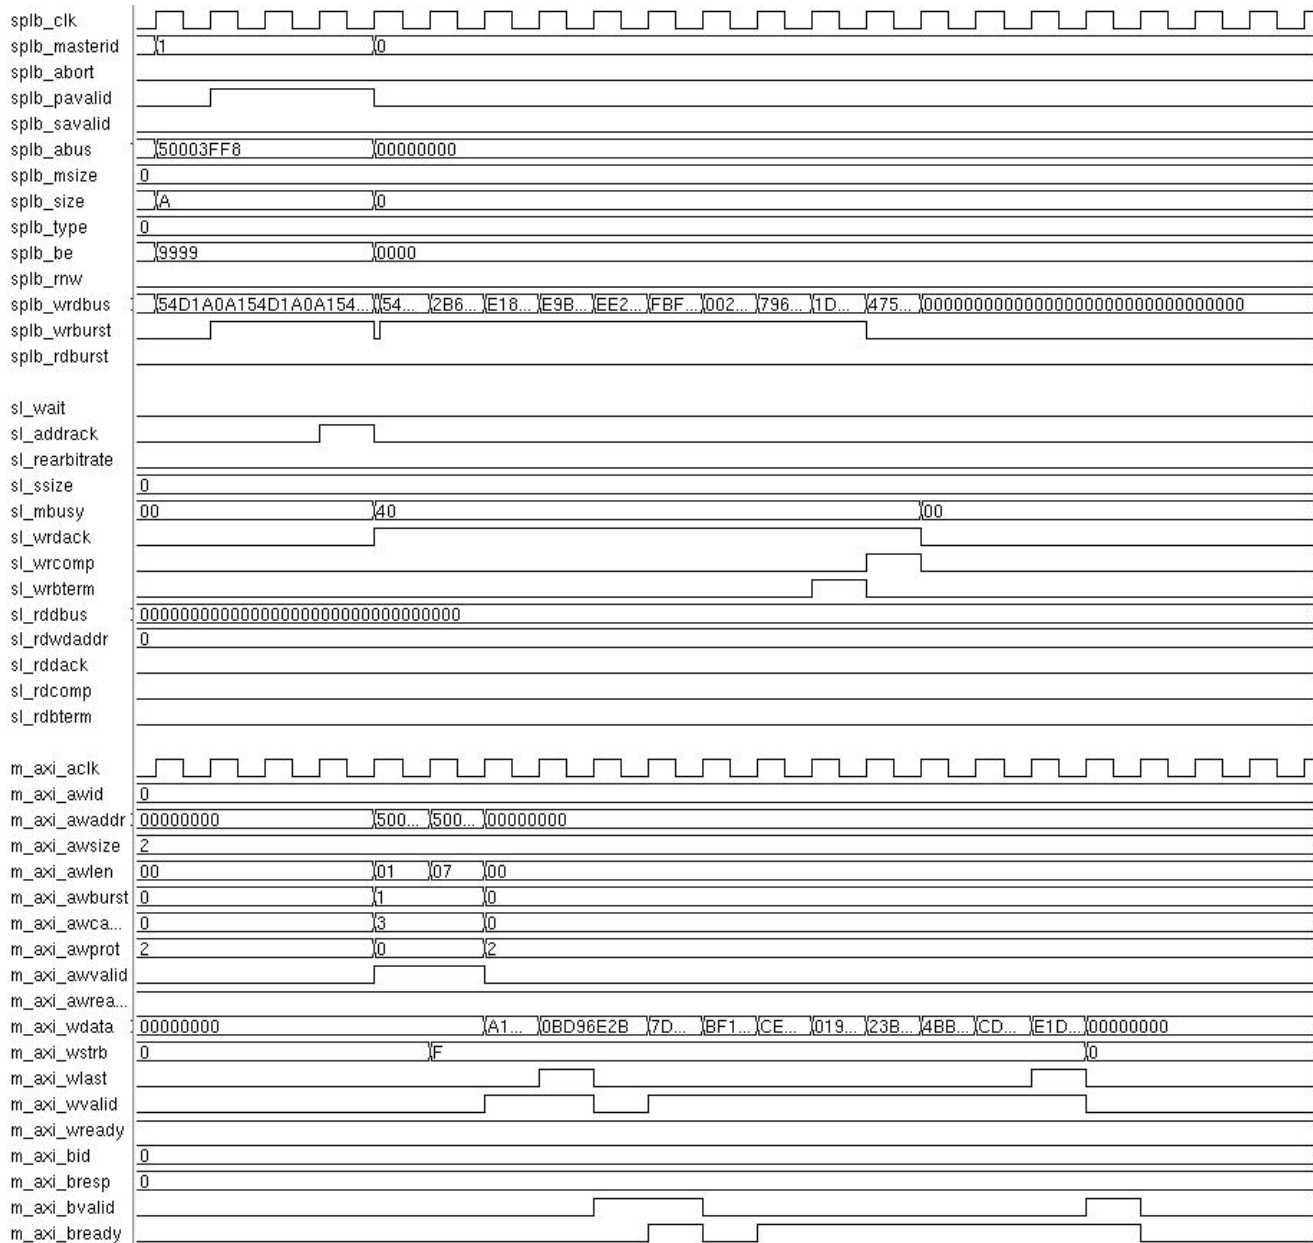 splb_clk
splb_masterid 1 0
splb_abort
splb_pavalid
splb_savalid
splb_abus 50003FF8 00000000
splb_msize 0
splb_size A 0
splb_type 0
splb_be 9999 0000
splb_rnw
splb_wrdbus 54D1A0A154D1A0A154... 54... 2B6... E18... E9B... EE2... FBF... 002... 796... 1D... 475... 00000000000000000000000000000000
splb_wrburst
splb_rdburst
sl_wait
sl_addrack
sl_rearbitrate
sl_ssize 0
sl_mbusy 00 40 00
sl_wrdack
sl_wrcomp
sl_wrbterm
sl_rddbus 00000000000000000000000000000000
sl_rdwdaddr 0
sl_rddack
sl_rdcomp
sl_rdbterm
m_axi_aclk
m_axi_awid 0
m_axi_awaddr 00000000 500... 500... 00000000
m_axi_awsize 2
m_axi_awlen 00 01 07 00
m_axi_awburst 0 1 0
m_axi_awca... 0 3 0
m_axi_awprot 2 0 2
m_axi_awvalid
m_axi_awrea...
m_axi_wdata 00000000 A1... 0BD96E2B 7D... BF1... CE... 019... 23B... 4BB... CD... E1D... 00000000
m_axi_wstrb 0 F 0
m_axi_wlast
m_axi_wvalid
m_axi_wready
m_axi_bid 0
m_axi_bresp 0
m_axi_bvalid
m_axi_bready